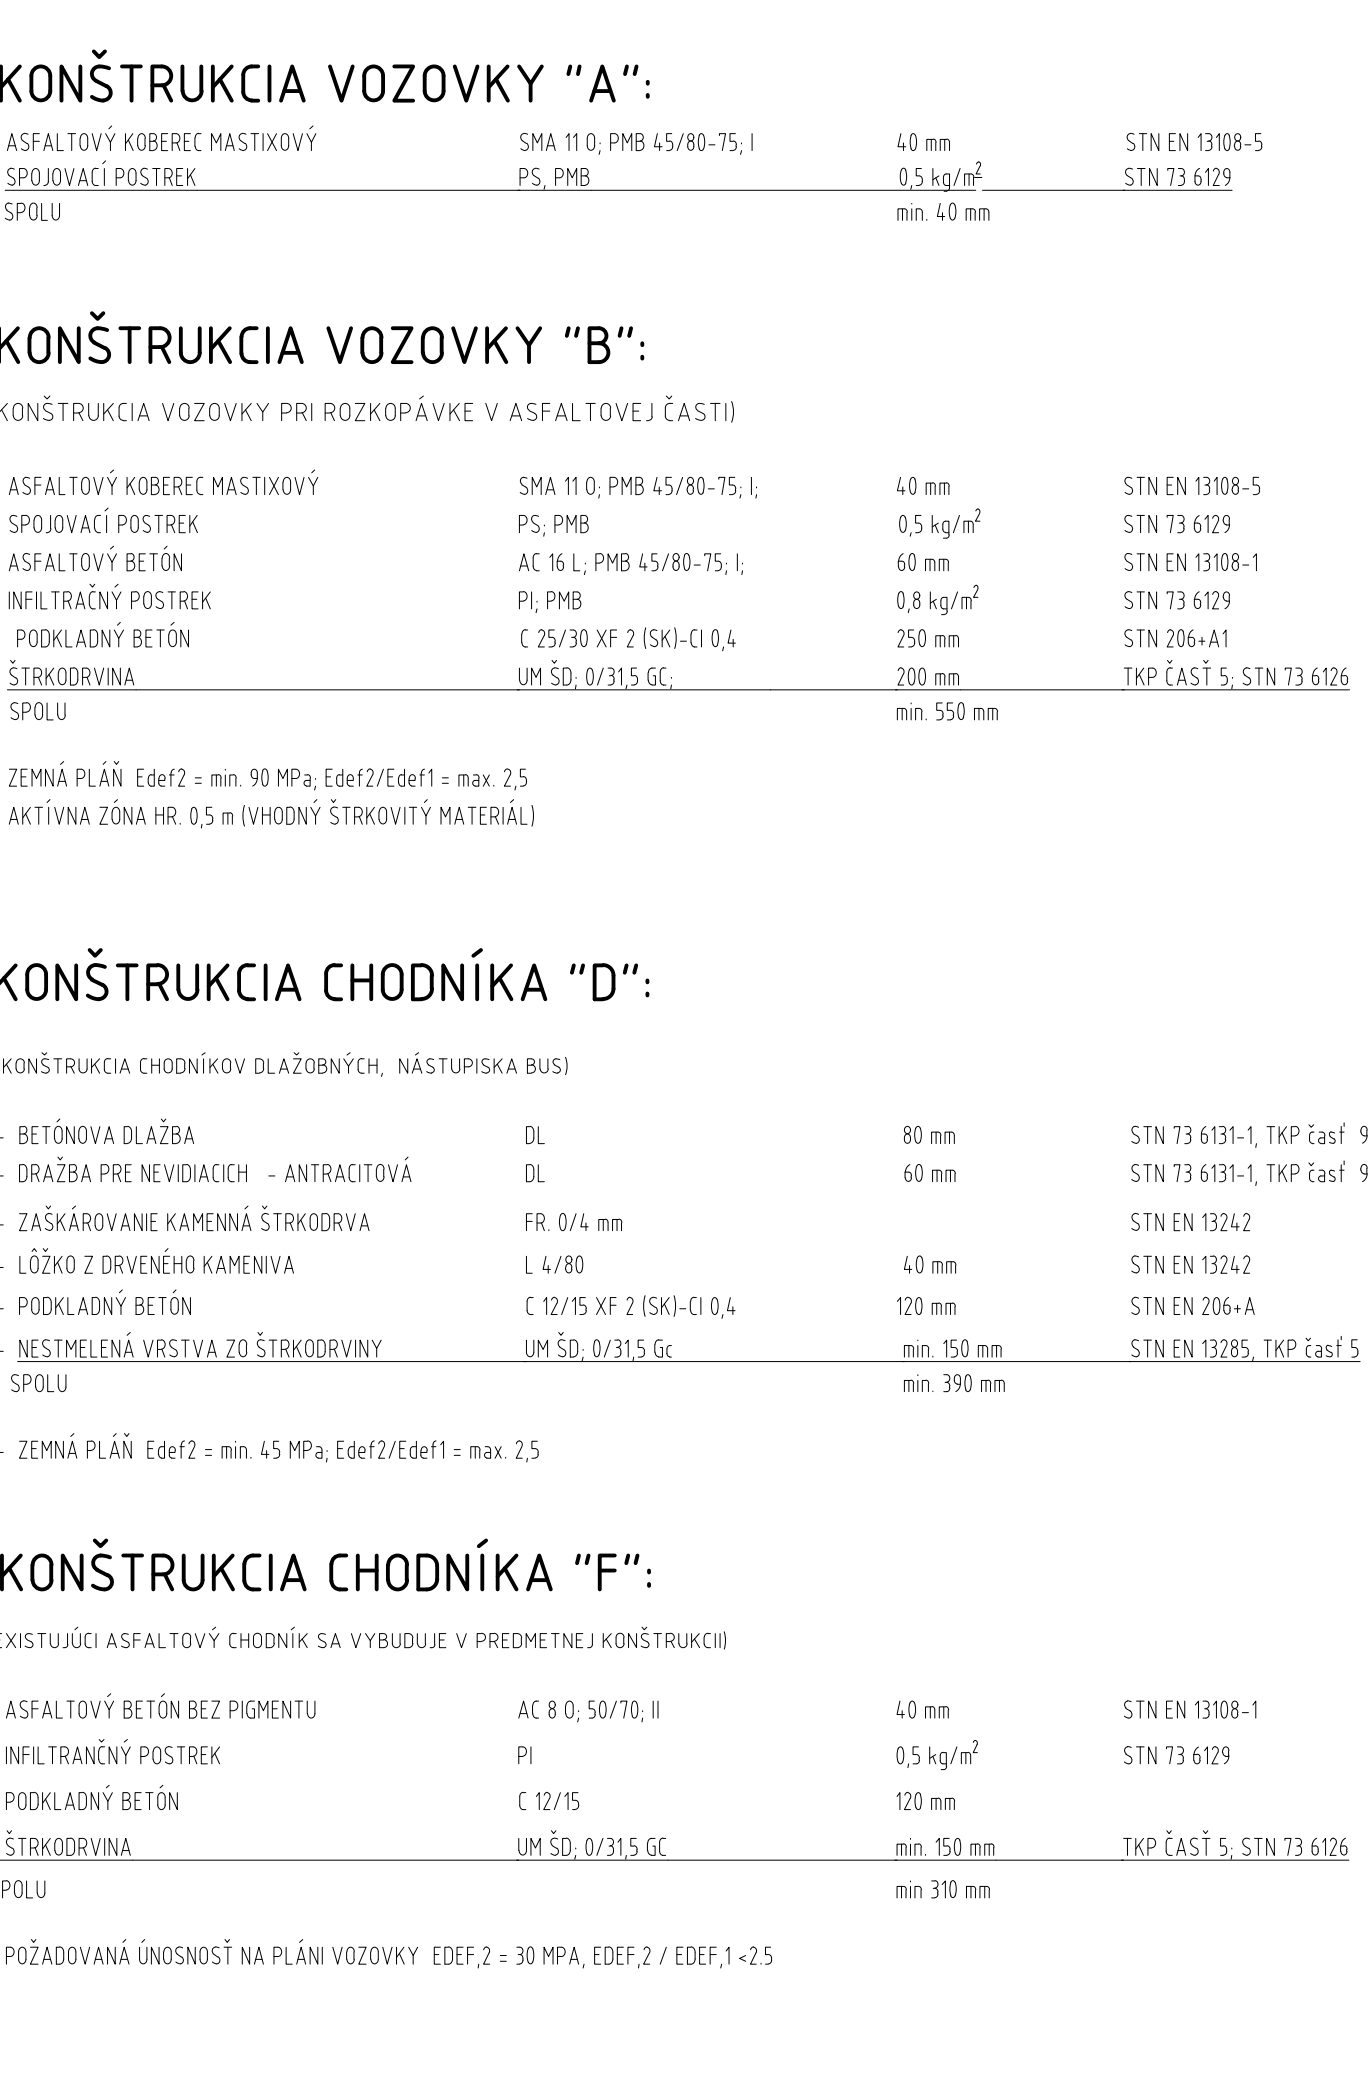 KONŠTRUKCIA VOZOVKY "A":
ASFALTOVÝ KOBEREC MASTIXOVÝ SMA 11 O; PMB 45/80-75; I 40 mm STN EN 13108-5
SPOJOVACÍ POSTREK PS, PMB 0,5 kg/m² STN 73 6129
SPOLU min. 40 mm
KONŠTRUKCIA VOZOVKY "B":
KONŠTRUKCIA VOZOVKY PRI ROZKOPÁVKE V ASFALTOVEJ ČASTI)
ASFALTOVÝ KOBEREC MASTIXOVÝ SMA 11 O; PMB 45/80-75; I; 40 mm STN EN 13108-5
SPOJOVACÍ POSTREK PS; PMB 0,5 kg/m² STN 73 6129
ASFALTOVÝ BETÓN AC 16 L; PMB 45/80-75; I; 60 mm STN EN 13108-1
INFILTRAČNÝ POSTREK PI; PMB 0,8 kg/m² STN 73 6129
PODKLADNÝ BETÓN C 25/30 XF 2 (SK)-CI 0,4 250 mm STN 206+A1
ŠTRKODRVINA UM ŠD; 0/31,5 GC; 200 mm TKP ČASŤ 5; STN 73 6126
SPOLU min. 550 mm
ZEMNÁ PLÁŇ Edef2 = min. 90 MPa; Edef2/Edef1 = max. 2,5
AKTÍVNA ZÓNA HR. 0,5 m (VHODNÝ ŠTRKOVITÝ MATERIÁL)
KONŠTRUKCIA CHODNÍKA "D":
KONŠTRUKCIA CHODNÍKOV DLAŽOBNÝCH, NÁSTUPISKA BUS)
- BETÓNOVA DLAŽBA DL 80 mm STN 73 6131-1, TKP časť 9
- DRAŽBA PRE NEVIDIACICH - ANTRACITOVÁ DL 60 mm STN 73 6131-1, TKP časť 9
- ZAŠKÁROVANIE KAMENNÁ ŠTRKODRVA FR. 0/4 mm STN EN 13242
- LÔŽKO Z DRVENÉHO KAMENIVA L 4/80 40 mm STN EN 13242
- PODKLADNÝ BETÓN C 12/15 XF 2 (SK)-CI 0,4 120 mm STN EN 206+A
- NESTMELENÁ VRSTVA ZO ŠTRKODRVINY UM ŠD; 0/31,5 Gc min. 150 mm STN EN 13285, TKP časť 5
SPOLU min. 390 mm
- ZEMNÁ PLÁŇ Edef2 = min. 45 MPa; Edef2/Edef1 = max. 2,5
KONŠTRUKCIA CHODNÍKA "F":
EXISTUJÚCI ASFALTOVÝ CHODNÍK SA VYBUDUJE V PREDMETNEJ KONŠTRUKCII)
ASFALTOVÝ BETÓN BEZ PIGMENTU AC 8 O; 50/70; II 40 mm STN EN 13108-1
INFILTRANČNÝ POSTREK PI 0,5 kg/m² STN 73 6129
PODKLADNÝ BETÓN C 12/15 120 mm
ŠTRKODRVINA UM ŠD; 0/31,5 GC min. 150 mm TKP ČASŤ 5; STN 73 6126
POLU min 310 mm
POŽADOVANÁ ÚNOSNOSŤ NA PLÁNI VOZOVKY EDEF,2 = 30 MPA, EDEF,2 / EDEF,1 <2.5